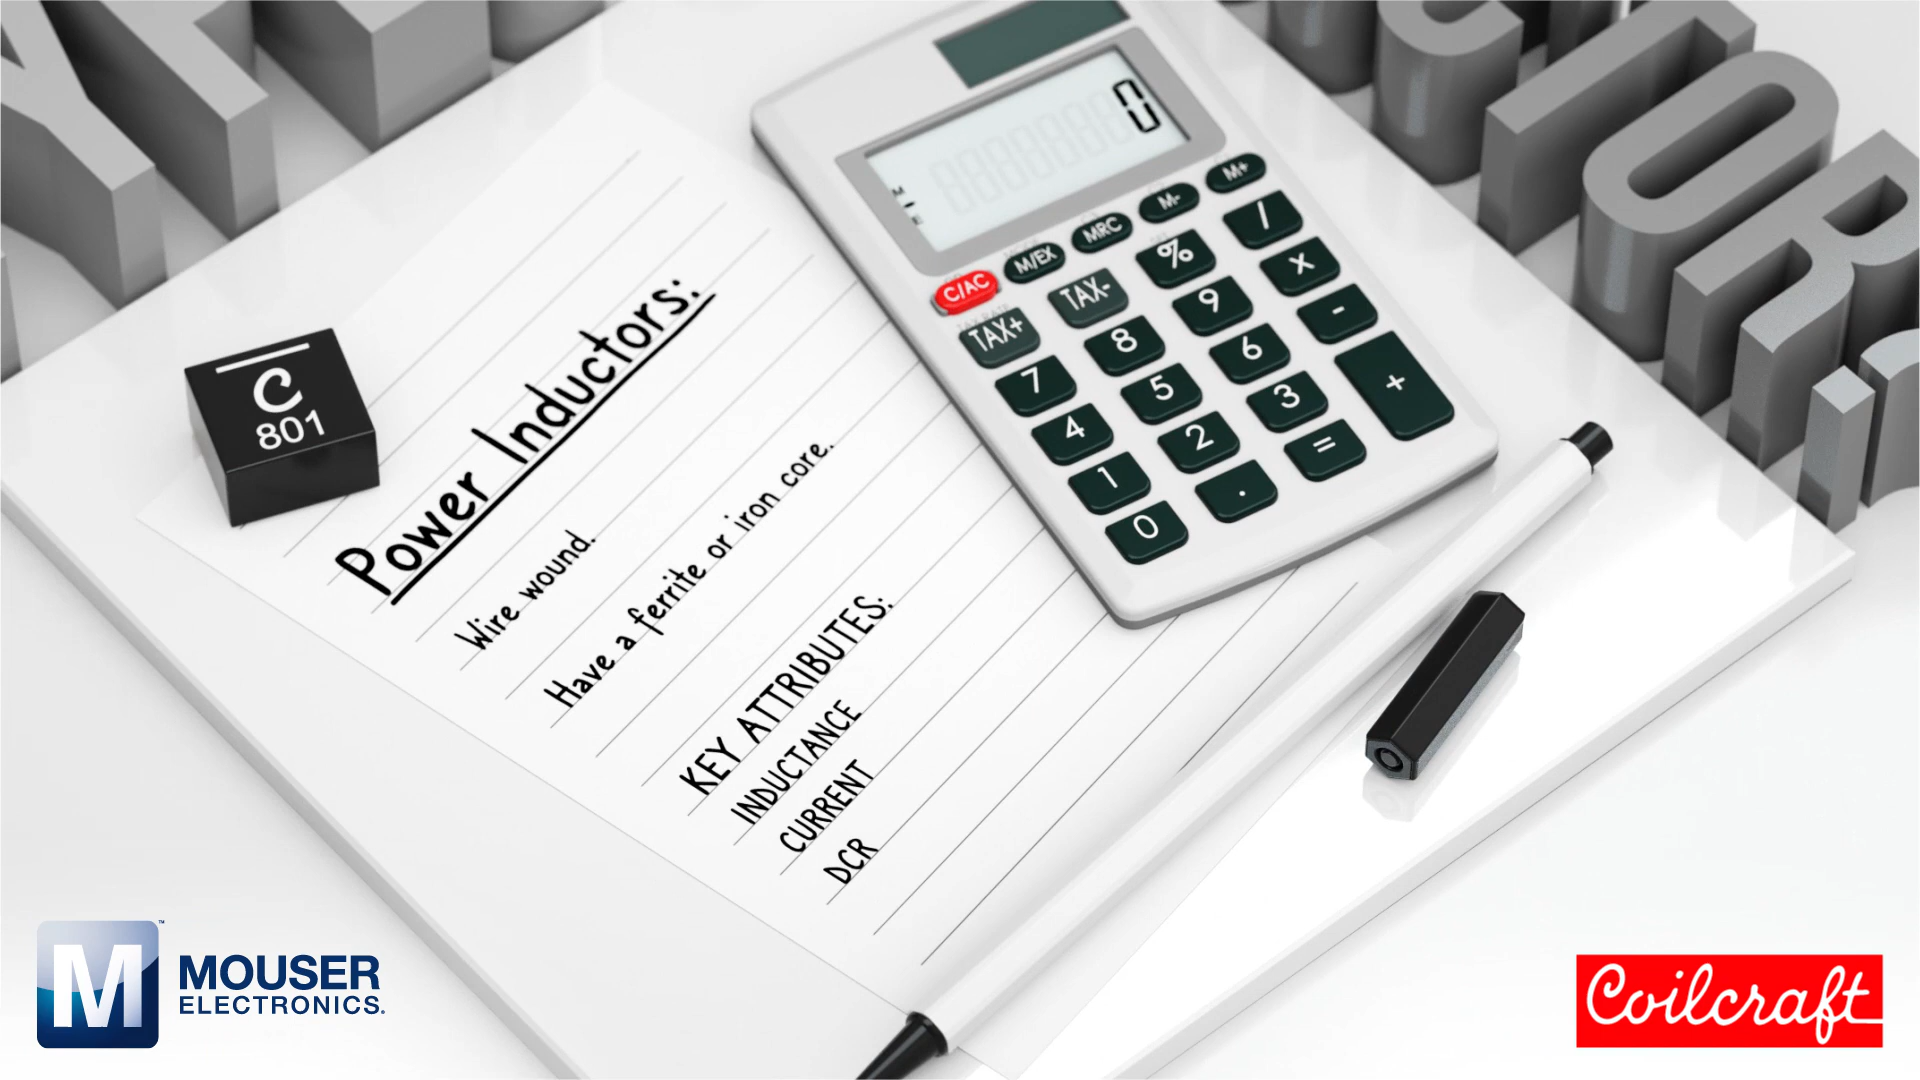 C
801
Power Inductors:
Wire wound.
Have a ferrite or iron core.
KEY ATTRIBUTES:
INDUCTANCE
CURRENT
DCR
0
C/AC
M/EX
MRC
M-
M+
TAX+
TAX-
%
/
7
8
9
x
4
5
6
-
1
2
3
+
0
.
=
M
MOUSER
ELECTRONICS.
Coilcraft